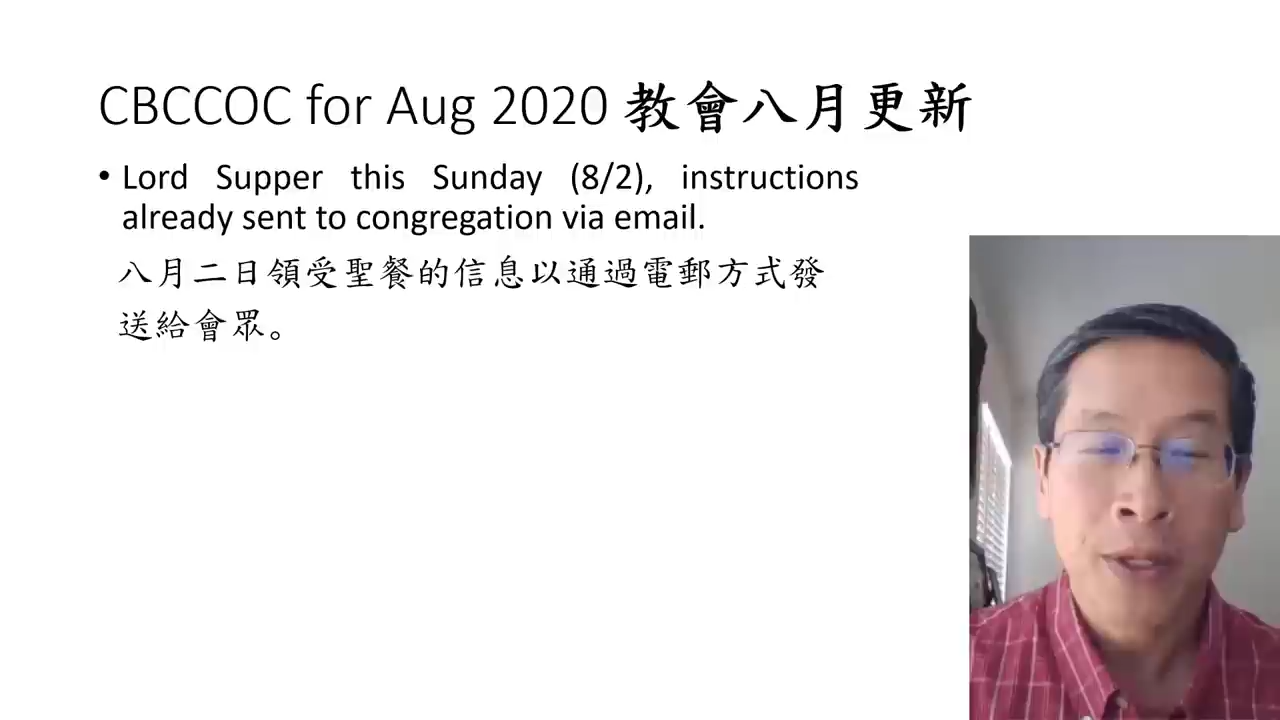 CBCCOC for Aug 2020 教會八月更新
• Lord Supper this Sunday (8/2), instructions
already sent to congregation via email.
八月二日領受聖餐的信息以通過電郵方式發
送給會眾。